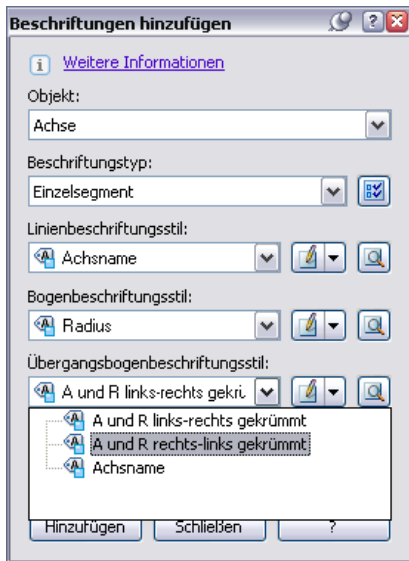 Beschriftungen hinzufügen
Weitere Informationen
Objekt:
Achse
Beschriftungstyp:
Einzelsegment
Linienbeschriftungsstil:
Achsname
Bogenbeschriftungsstil:
Radius
Übergangsbogenbeschriftungsstil:
A und R links-rechts gekrü
A und R links-rechts gekrümmt
A und R rechts-links gekrümmt
Achsname
Hinzufügen Schließen ?